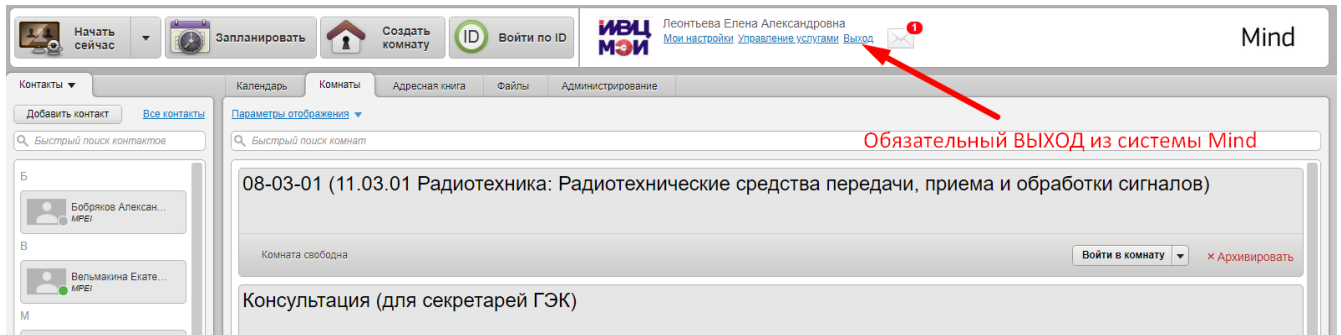 Начать
сейчас
Запланировать
Создать
комнату
ID
Войти по ID
ИВЦ
МЭИ
Леонтьева Елена Александровна
Мои настройки Управление услугами Выход
1
Mind
Контакты
Календарь Комнаты Адресная книга Файлы Администрирование
Добавить контакт Все контакты
Параметры отображения
Быстрый поиск контактов
Быстрый поиск комнат
Обязательный ВЫХОД из системы Mind
Б
Бобряков Алексан...
MPEI
В
Вельмакина Екате...
MPEI
М
08-03-01 (11.03.01 Радиотехника: Радиотехнические средства передачи, приема и обработки сигналов)
Комната свободна
Войти в комнату
× Архивировать
Консультация (для секретарей ГЭК)